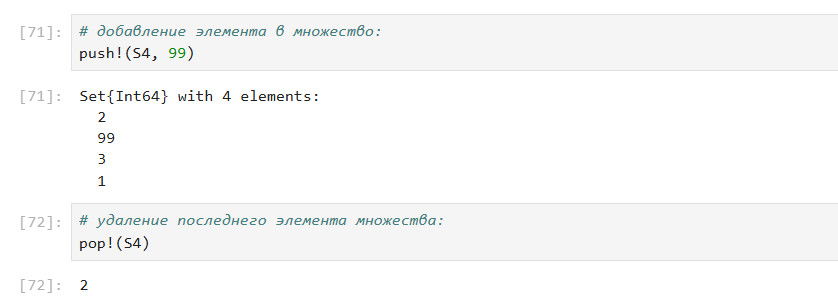 [71]: # добавление элемента в множество:
push!(S4, 99)
[71]: Set{Int64} with 4 elements:
2
99
3
1
[72]: # удаление последнего элемента множества:
pop!(S4)
[72]: 2